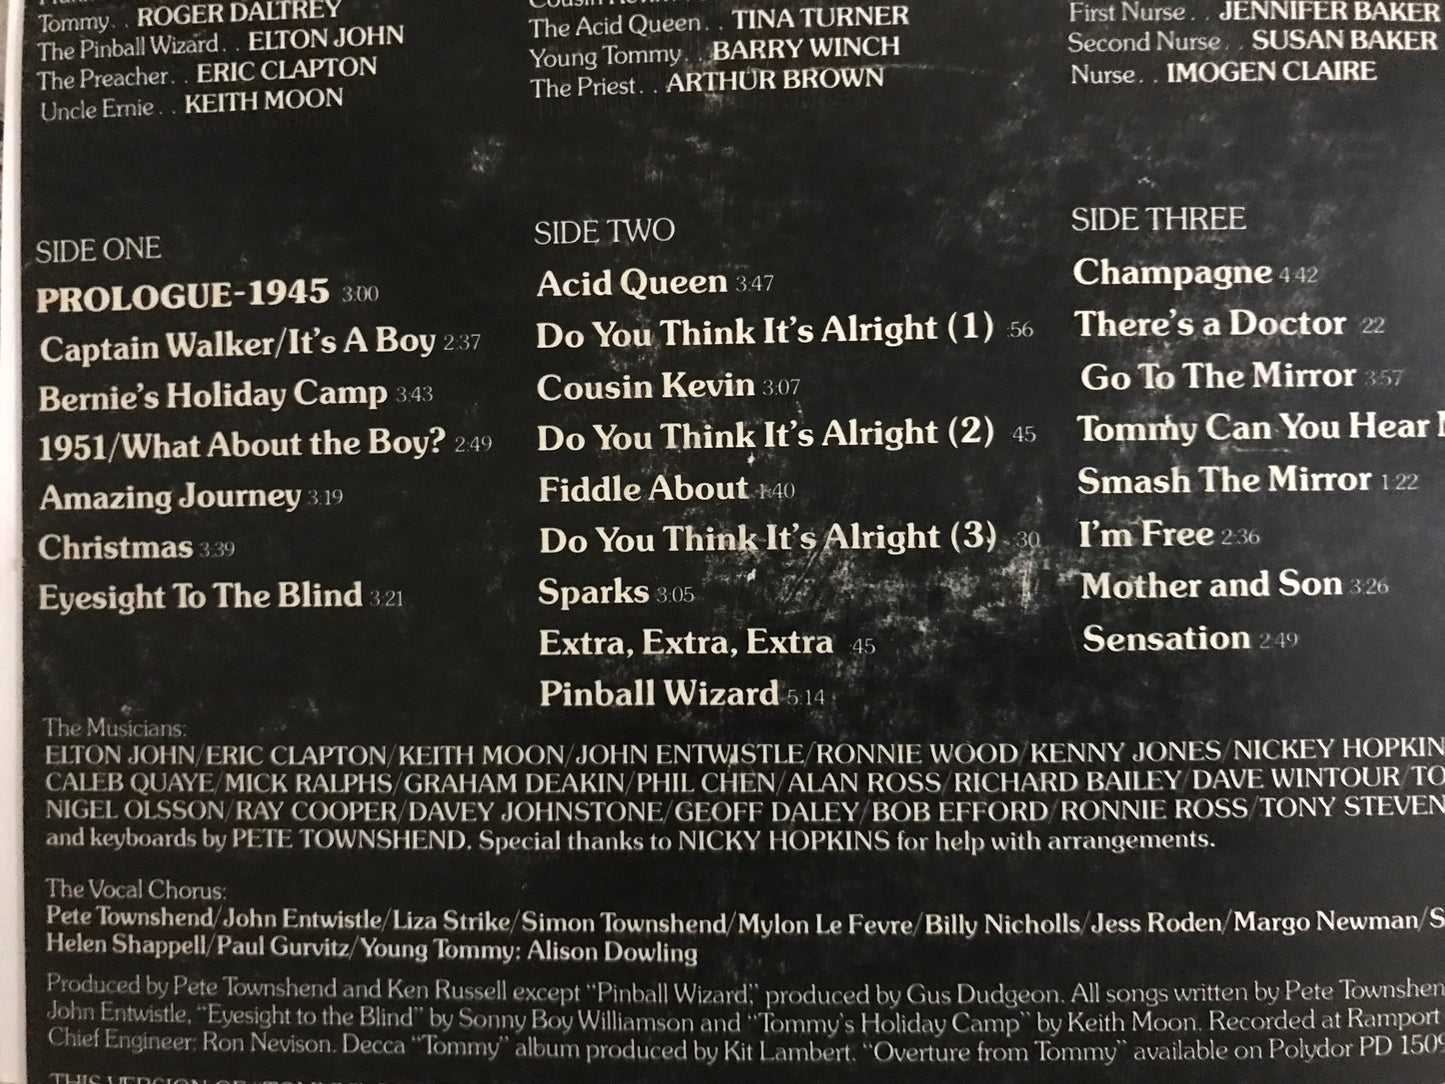 Tommy. . ROGER DALTREY
The Pinball Wizard. . ELTON JOHN
The Preacher. . ERIC CLAPTON
Uncle Ernie. . KEITH MOON
The Acid Queen. . TINA TURNER
Young Tommy. . BARRY WINCH
The Priest. . ARTHUR BROWN
First Nurse. . JENNIFER BAKER
Second Nurse. . SUSAN BAKER
Nurse. . IMOGEN CLAIRE
SIDE ONE
PROLOGUE-1945 3:00
Captain Walker/It's A Boy 2:37
Bernie's Holiday Camp 3:43
1951/What About the Boy? 2:49
Amazing Journey 3:19
Christmas 3:39
Eyesight To The Blind 3:21
SIDE TWO
Acid Queen 3:47
Do You Think It's Alright (1) :56
Cousin Kevin 3:07
Do You Think It's Alright (2) :45
Fiddle About 1:40
Do You Think It's Alright (3) :30
Sparks 3:05
Extra, Extra, Extra :45
Pinball Wizard 5:14
SIDE THREE
Champagne 4:42
There's a Doctor :22
Go To The Mirror 3:57
Tommy Can You Hear
Smash The Mirror 1:22
I'm Free 2:36
Mother and Son 3:26
Sensation 2:49
The Musicians:
ELTON JOHN/ERIC CLAPTON/KEITH MOON/JOHN ENTWISTLE/RONNIE WOOD/KENNY JONES/NICKEY HOPKIN
CALEB QUAYE/MICK RALPHS/GRAHAM DEAKIN/PHIL CHEN/ALAN ROSS/RICHARD BAILEY/DAVE WINTOUR/TO
NIGEL OLSSON/RAY COOPER/DAVEY JOHNSTONE/GEOFF DALEY/BOB EFFORD/RONNIE ROSS/TONY STEVEN
and keyboards by PETE TOWNSHEND. Special thanks to NICKY HOPKINS for help with arrangements.
The Vocal Chorus:
Pete Townshend/John Entwistle/Liza Strike/Simon Townshend/Mylon Le Fevre/Billy Nicholls/Jess Roden/Margo Newman/S
Helen Shappell/Paul Gurvitz/Young Tommy: Alison Dowling
Produced by Pete Townshend and Ken Russell except "Pinball Wizard," produced by Gus Dudgeon. All songs written by Pete Townshen
John Entwistle, "Eyesight to the Blind" by Sonny Boy Williamson and "Tommy's Holiday Camp" by Keith Moon. Recorded at Ramport
Chief Engineer: Ron Nevison. Decca "Tommy" album produced by Kit Lambert. "Overture from Tommy" available on Polydor PD 1509